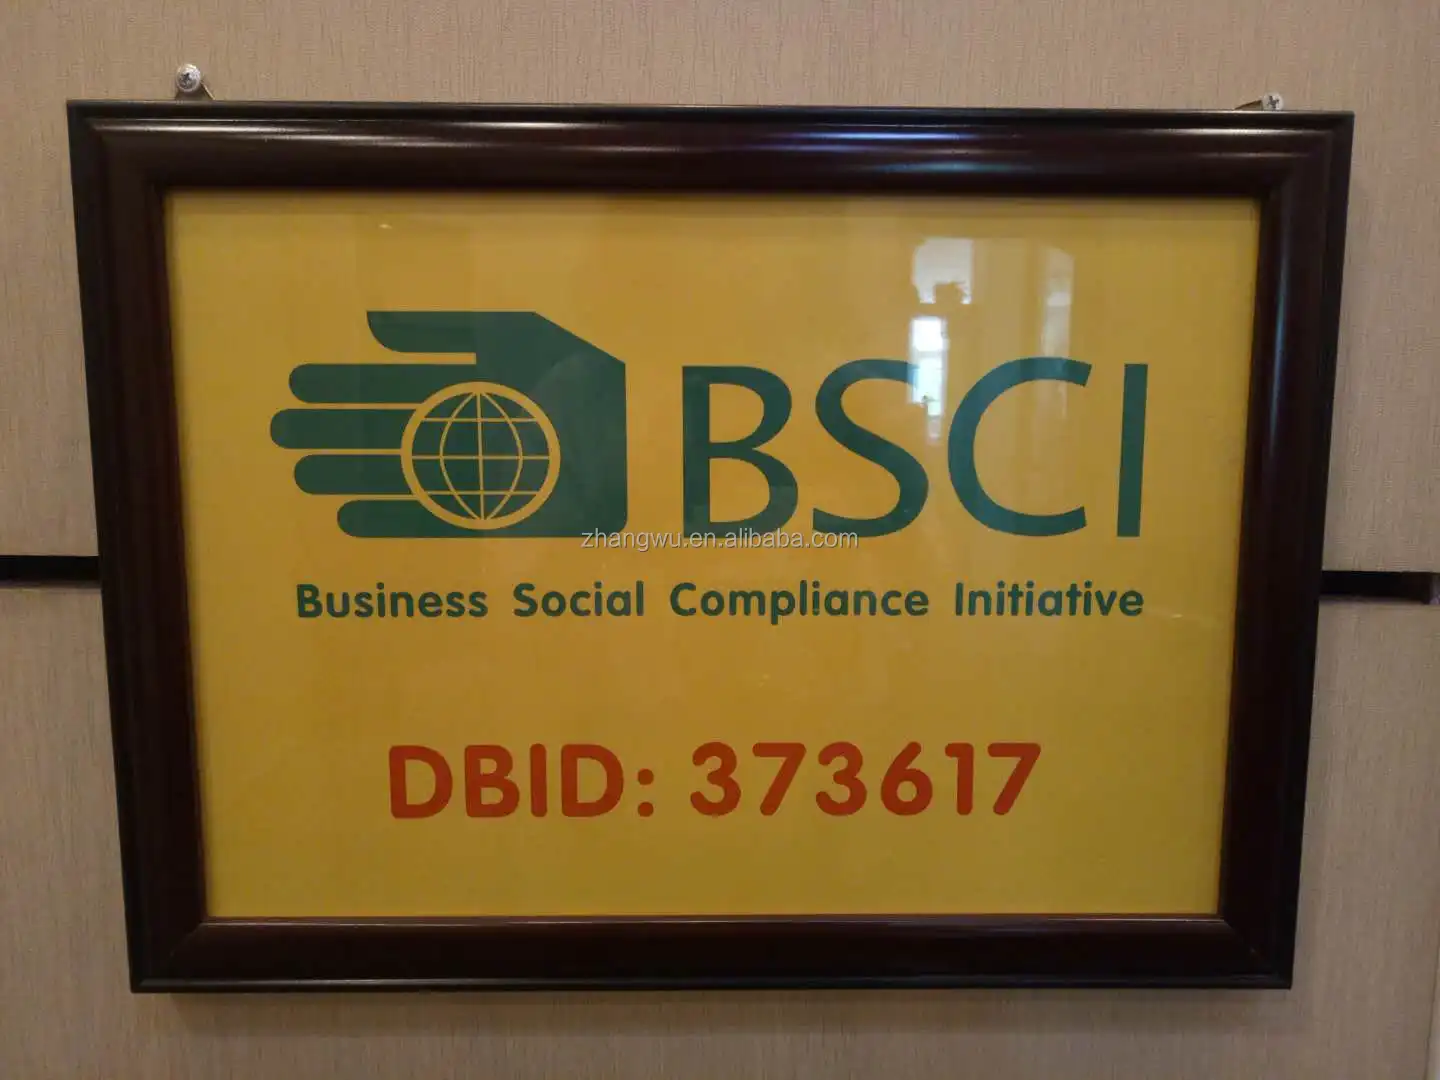 BSCI
zhangwu.en.alibaba.com
Business Social Compliance Initiative
DBID: 373617